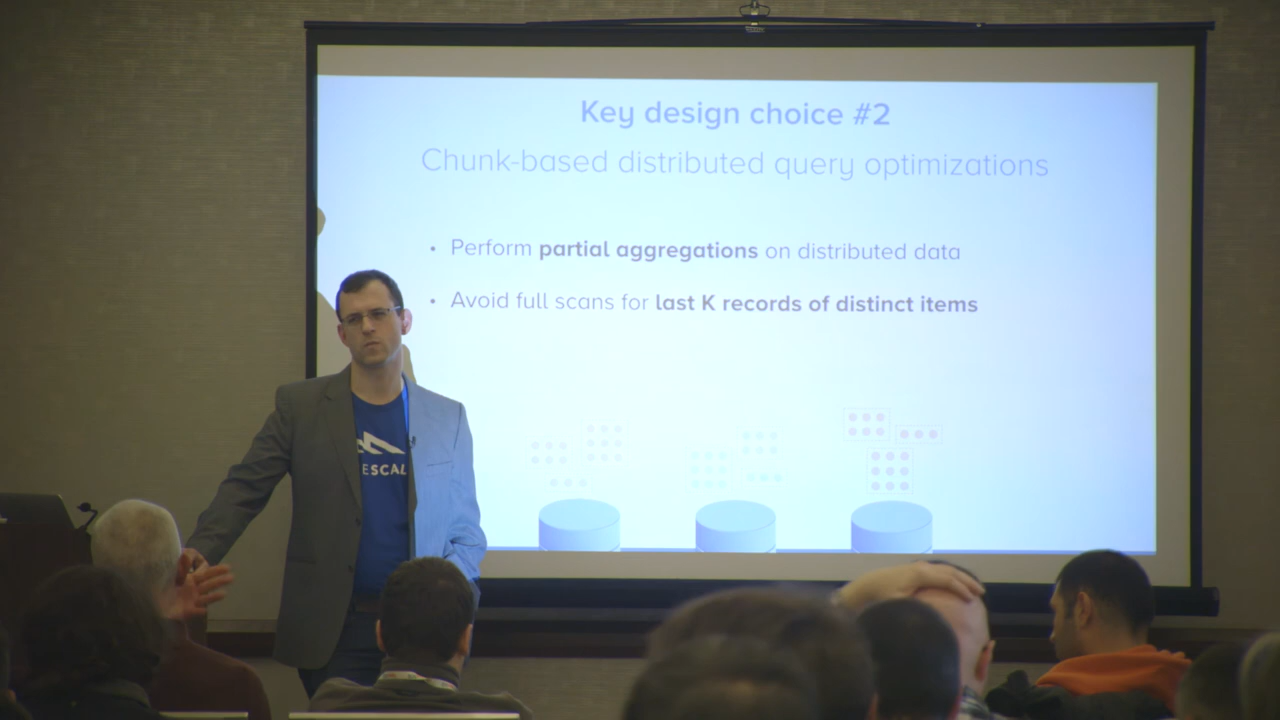 Key design choice #2
Chunk-based distributed query optimizations
• Perform partial aggregations on distributed data
• Avoid full scans for last K records of distinct items
ESCAL